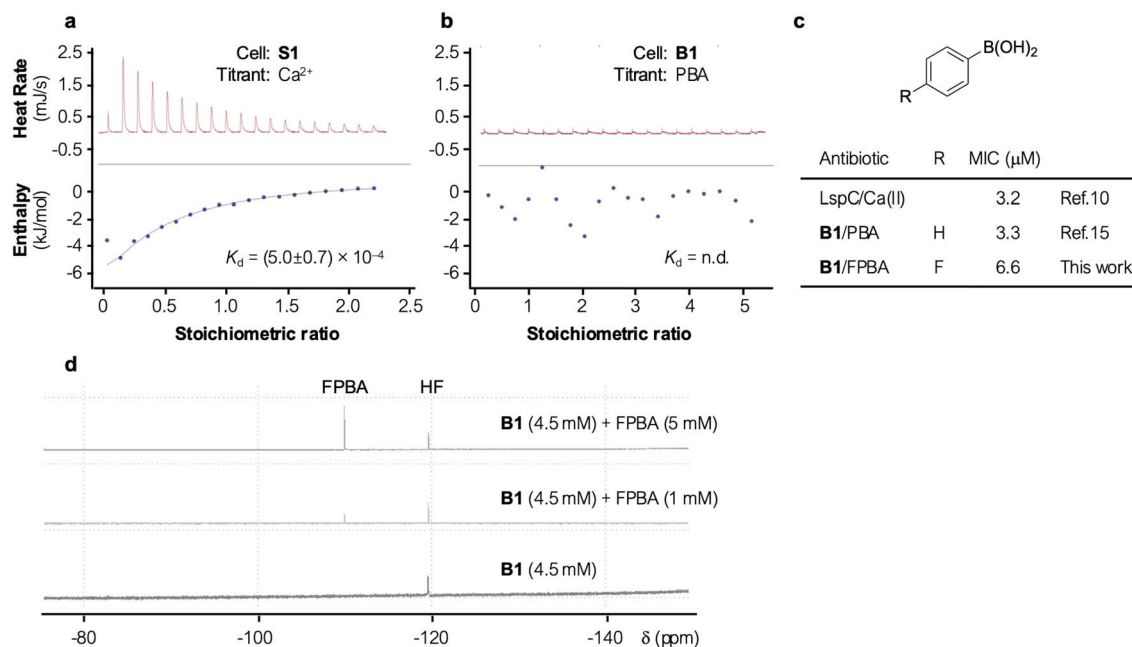 a
Cell: S1
Titrant: Ca²⁺
Heat Rate
(mJ/s)
2.5
1.5
0.5
-0.5
Enthalpy
(kJ/mol)
0
-2
-4
-6
Kd = (5.0±0.7) × 10⁻⁴
0 0.5 1.0 1.5 2.0 2.5
Stoichiometric ratio
b
Cell: B1
Titrant: PBA
2.5
1.5
0.5
-0.5
0
-2
-4
-6
Kd = n.d.
0 1 2 3 4 5
Stoichiometric ratio
c
B(OH)₂
R
Antibiotic R MIC (μM)
LspC/Ca(II) 3.2 Ref.10
B1/PBA H 3.3 Ref.15
B1/FPBA F 6.6 This work
d
FPBA HF
B1 (4.5 mM) + FPBA (5 mM)
B1 (4.5 mM) + FPBA (1 mM)
B1 (4.5 mM)
-80 -100 -120 -140 δ (ppm)